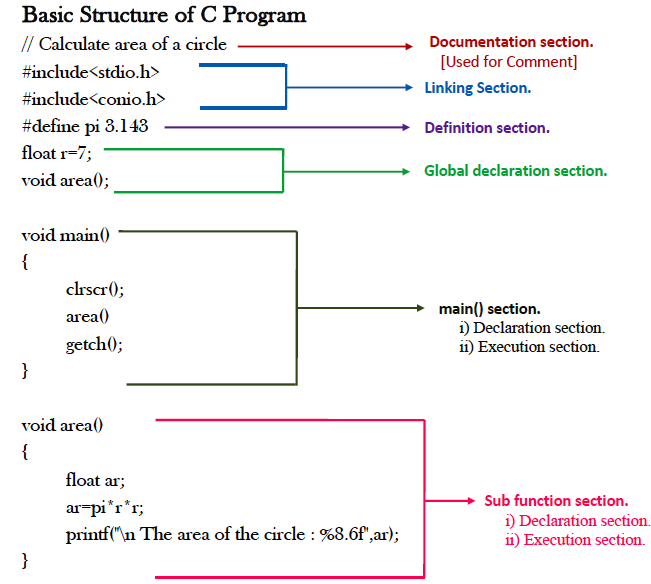 Basic Structure of C Program
// Calculate area of a circle
Documentation section.
[Used for Comment]
#include<stdio.h>
#include<conio.h>
Linking Section.
#define pi 3.143
Definition section.
float r=7;
void area();
Global declaration section.
void main()
{
clrscr();
area()
getch();
}
main() section.
i) Declaration section.
ii) Execution section.
void area()
{
float ar;
ar=pi*r*r;
printf("\n The area of the circle : %8.6f",ar);
}
Sub function section.
i) Declaration section.
ii) Execution section.